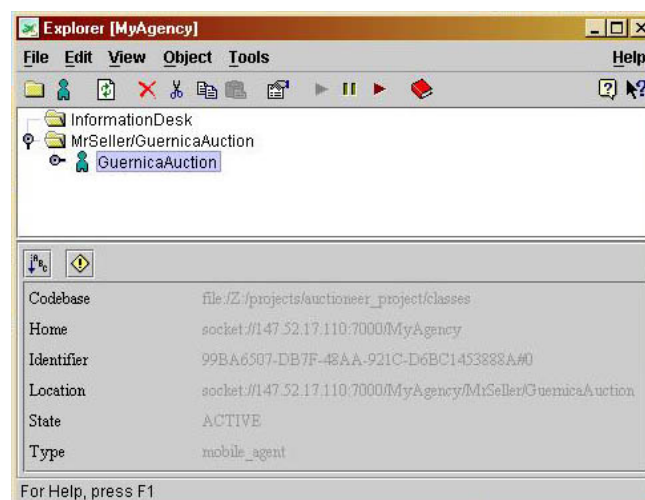 Explorer [MyAgency]
File Edit View Object Tools Help
InformationDesk
MrSeller/GuernicaAuction
GuernicaAuction
Codebase file:/Z:/projects/auctioneer_project/classes
Home socket://147.52.17.110:7000/MyAgency
Identifier 99BA6507-DB7F-48AA-921C-D6BC1453888A#0
Location socket://147.52.17.110:7000/MyAgency/MrSeller/GuernicaAuction
State ACTIVE
Type mobile_agent
For Help, press F1